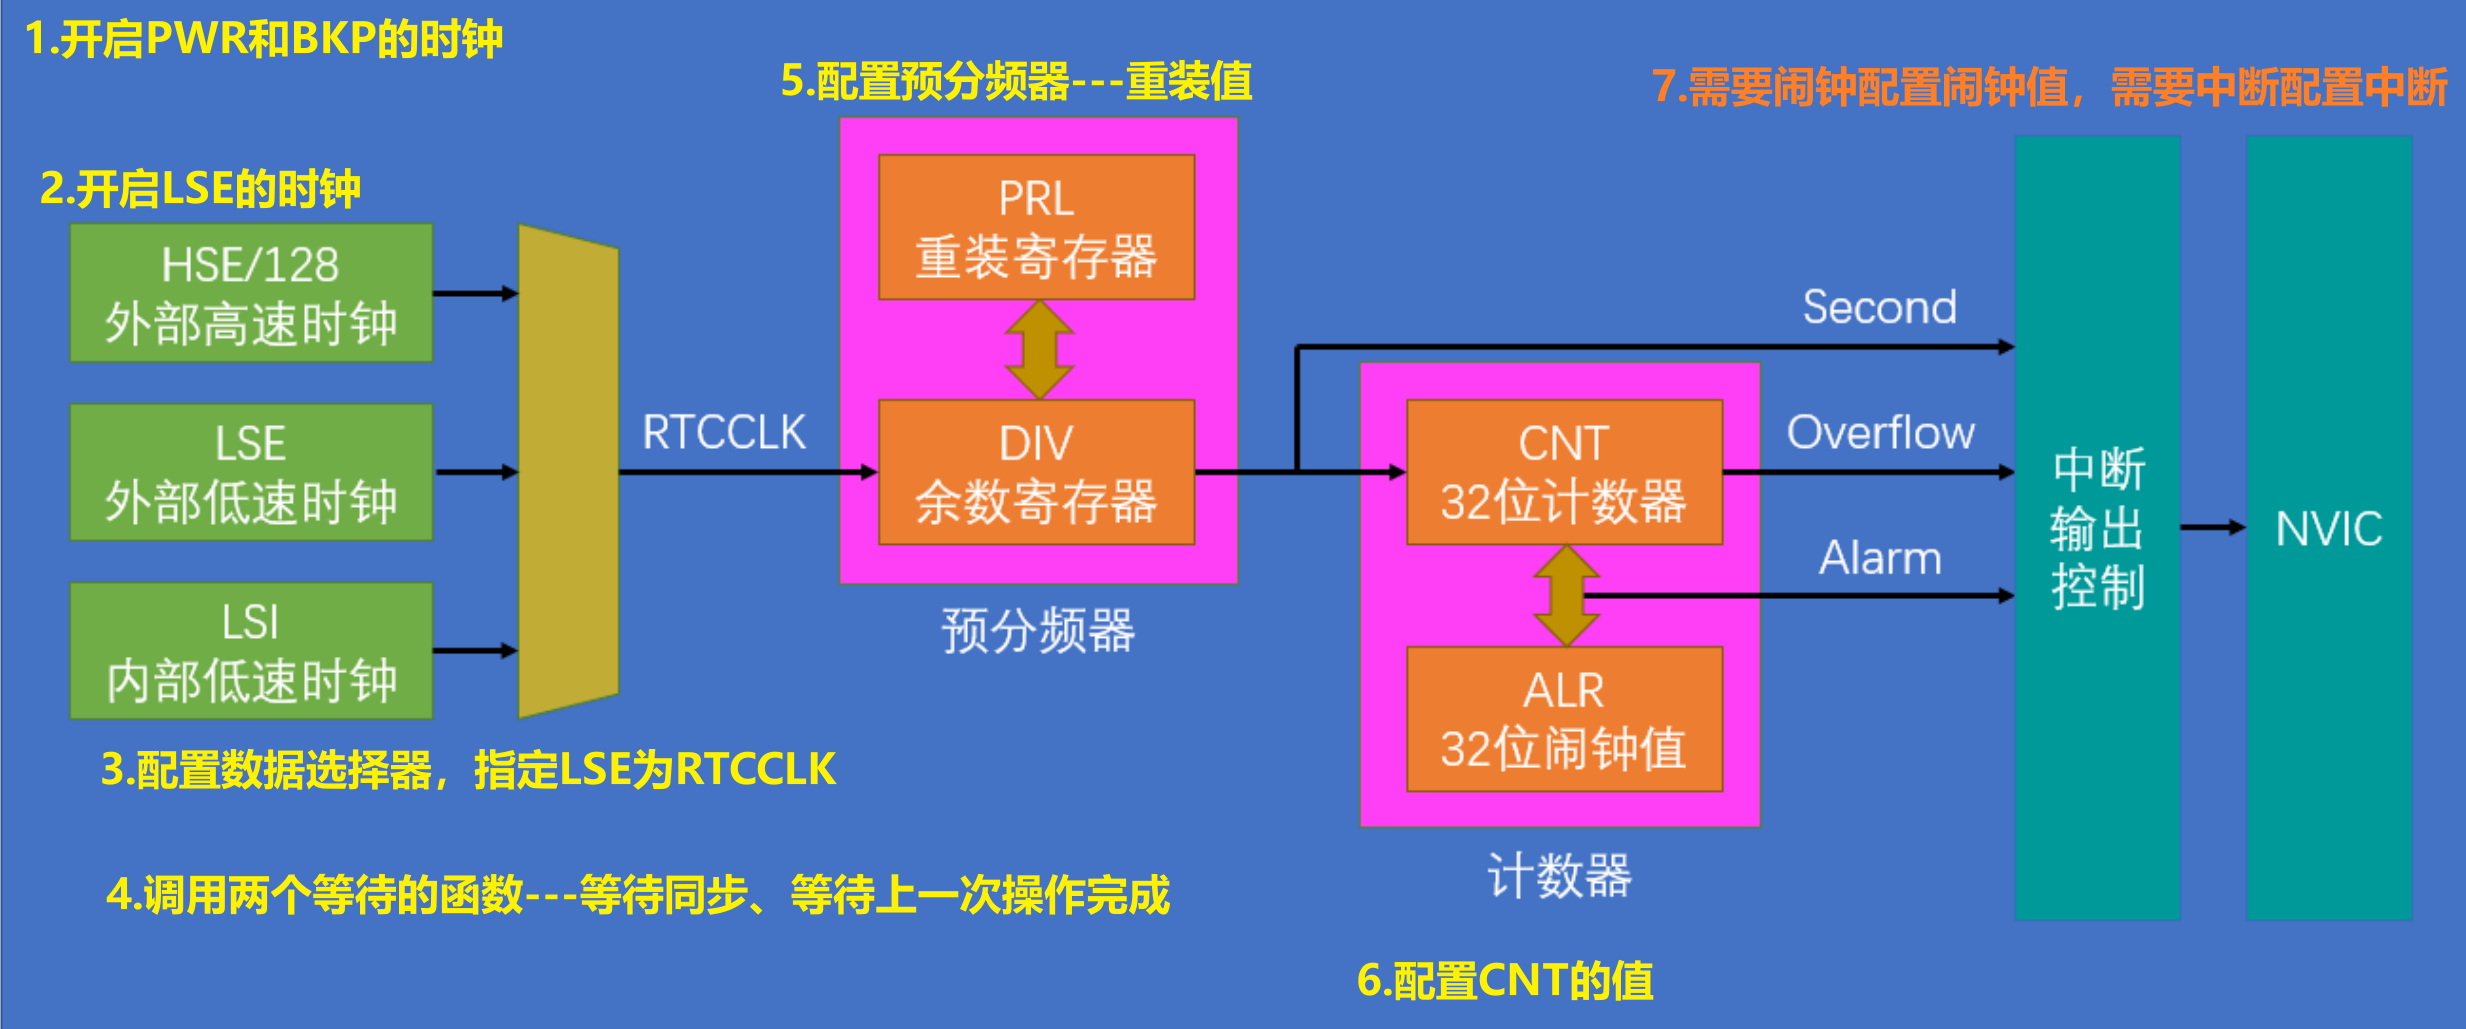 1.开启PWR和BKP的时钟
5.配置预分频器---重装值
7.需要闹钟配置闹钟值，需要中断配置中断
2.开启LSE的时钟
HSE/128
外部高速时钟
LSE
外部低速时钟
LSI
内部低速时钟
RTCCLK
PRL
重装寄存器
DIV
余数寄存器
预分频器
CNT
32位计数器
ALR
32位闹钟值
计数器
Second
Overflow
Alarm
中断
输出
控制
NVIC
3.配置数据选择器，指定LSE为RTCCLK
4.调用两个等待的函数---等待同步、等待上一次操作完成
6.配置CNT的值